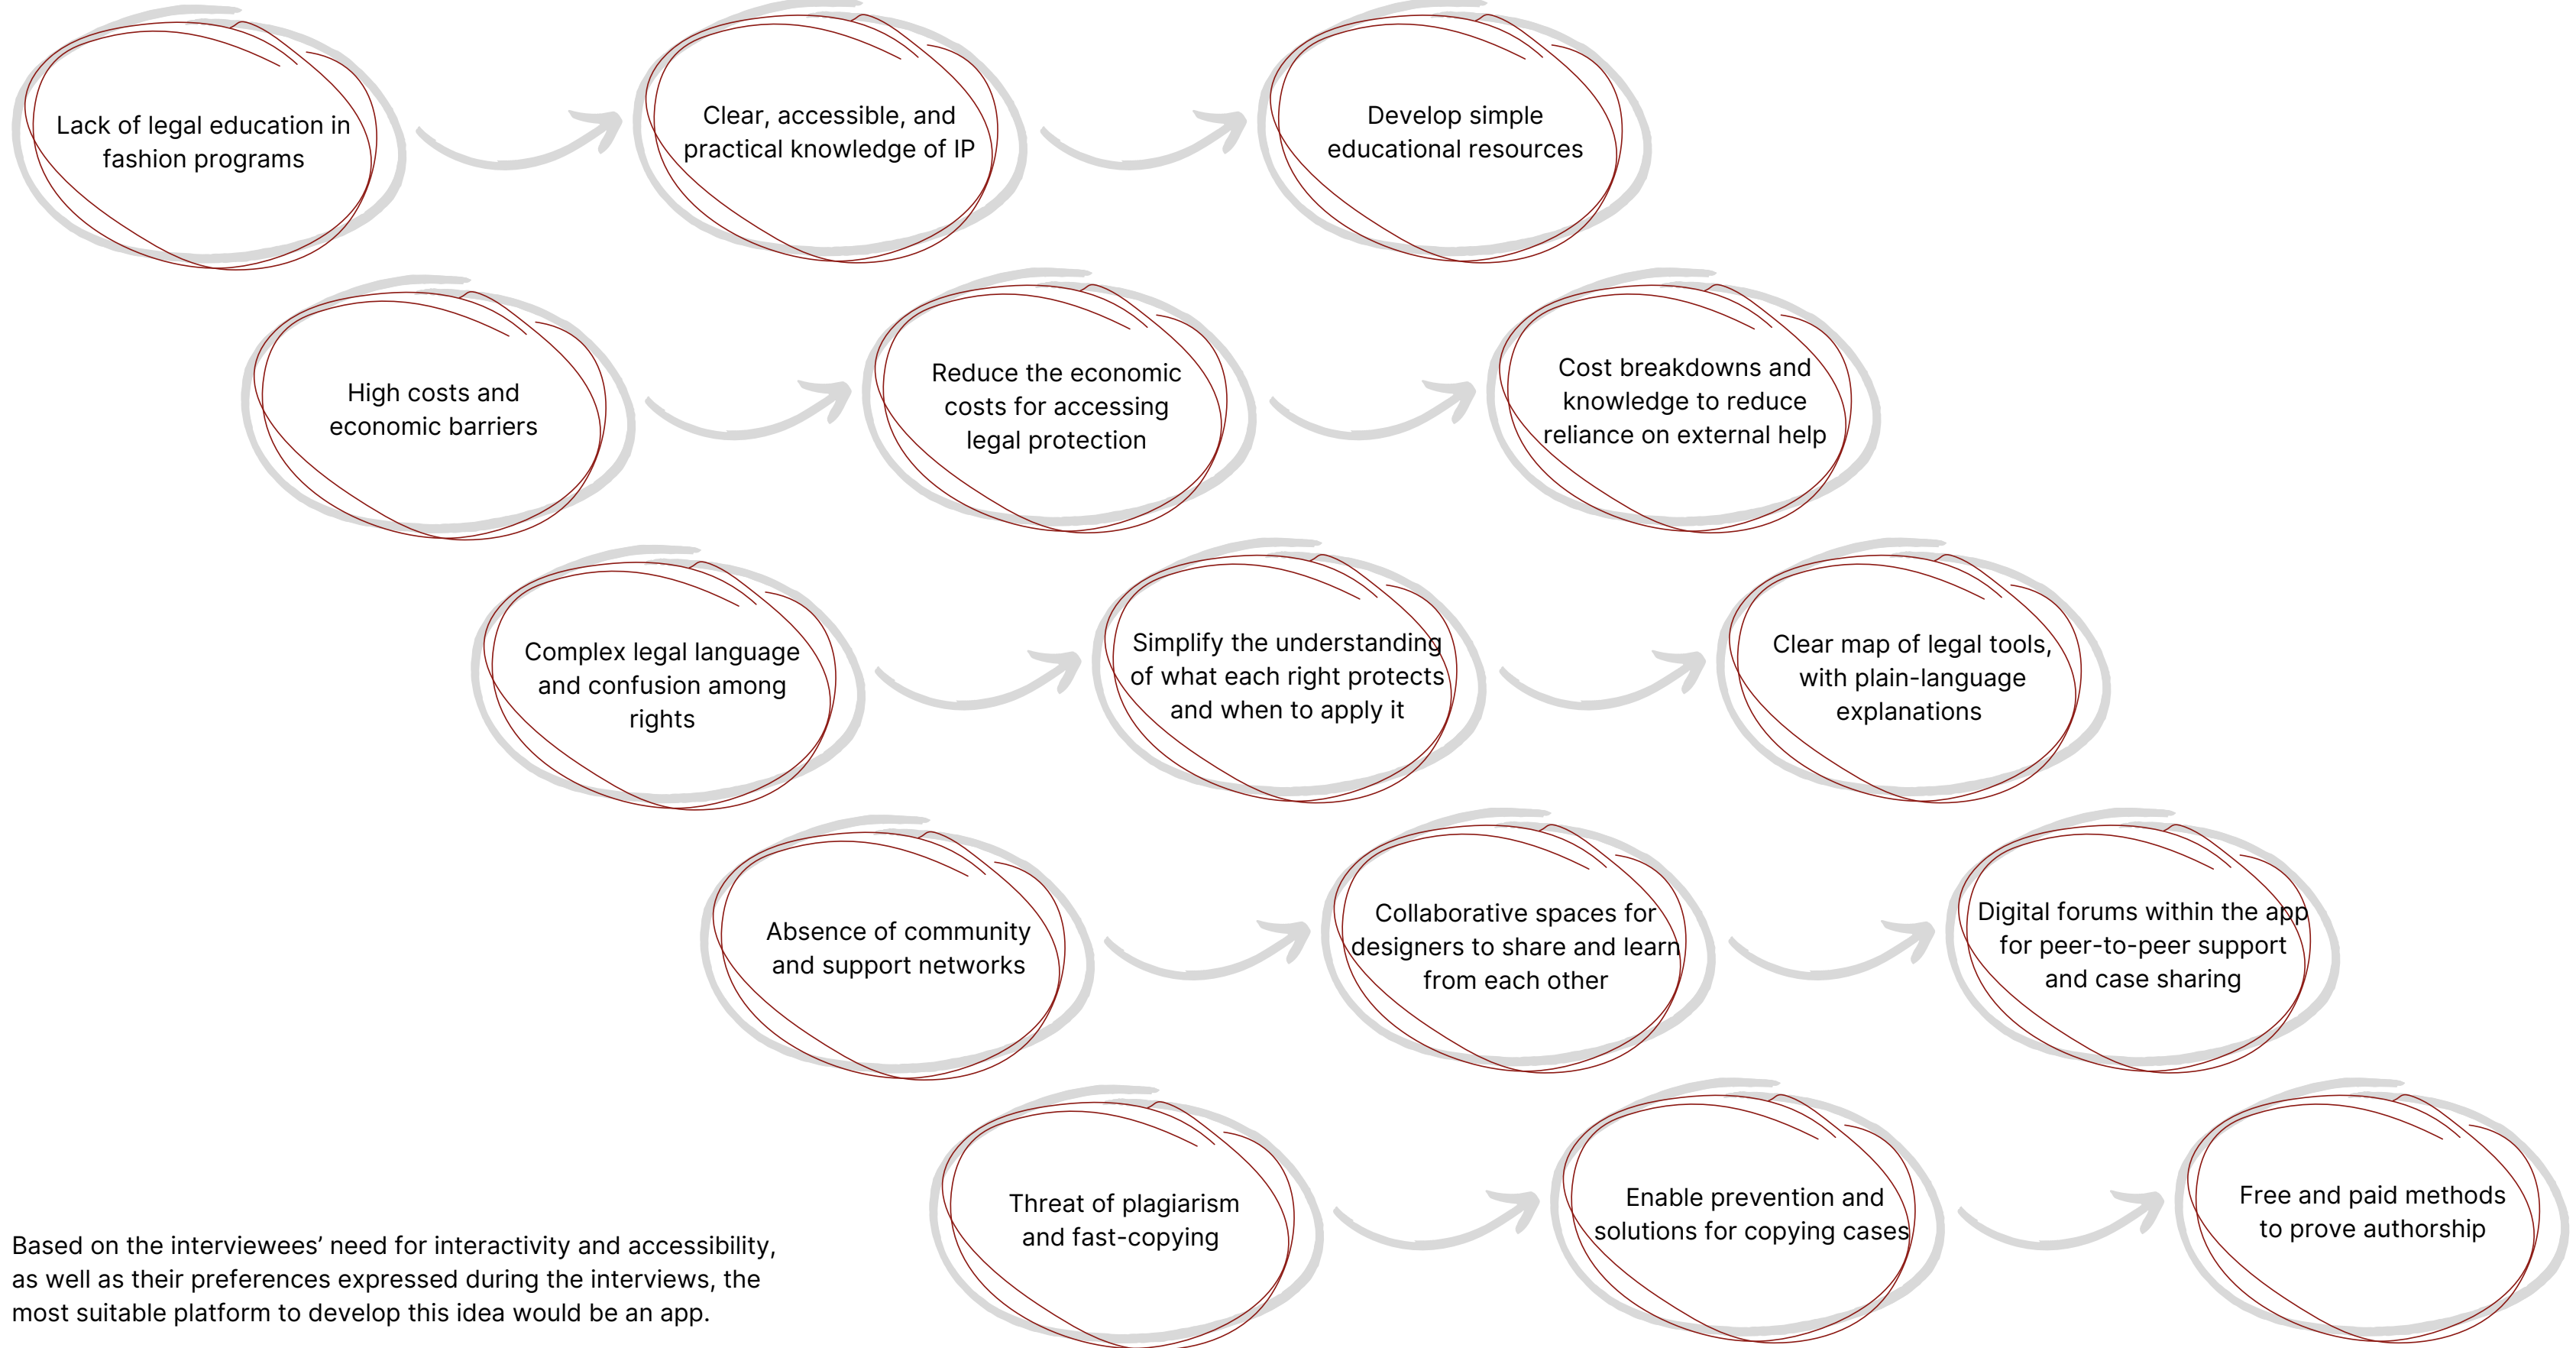 Lack of legal education in
fashion programs
Clear, accessible, and
practical knowledge of IP
Develop simple
educational resources
High costs and
economic barriers
Reduce the economic
costs for accessing
legal protection
Cost breakdowns and
knowledge to reduce
reliance on external help
Complex legal language
and confusion among
rights
Simplify the understanding
of what each right protects
and when to apply it
Clear map of legal tools,
with plain-language
explanations
Absence of community
and support networks
Collaborative spaces for
designers to share and learn
from each other
Digital forums within the app
for peer-to-peer support
and case sharing
Threat of plagiarism
and fast-copying
Enable prevention and
solutions for copying cases
Free and paid methods
to prove authorship
Based on the interviewees’ need for interactivity and accessibility,
as well as their preferences expressed during the interviews, the
most suitable platform to develop this idea would be an app.